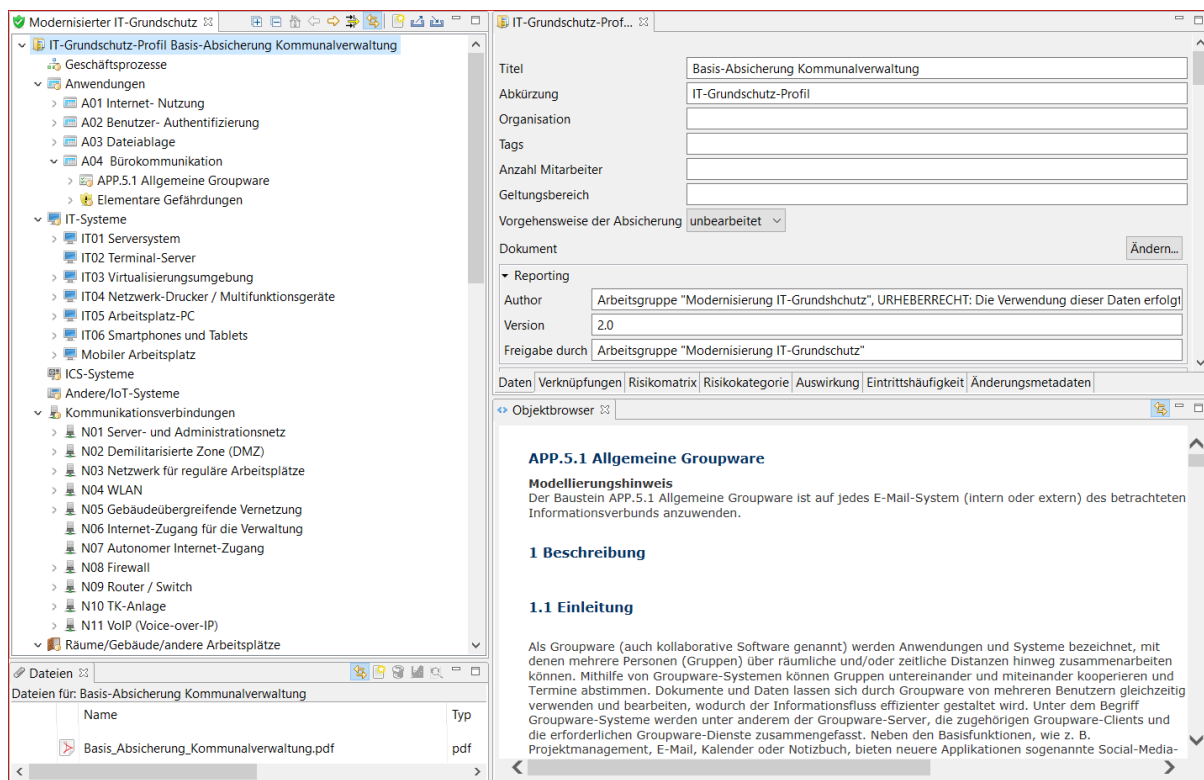 Modernisierter IT-Grundschutz
IT-Grundschutz-Profil Basis-Absicherung Kommunalverwaltung
Geschäftsprozesse
Anwendungen
A01 Internet- Nutzung
A02 Benutzer- Authentifizierung
A03 Dateiablage
A04 Bürokommunikation
APP.5.1 Allgemeine Groupware
Elementare Gefährdungen
IT-Systeme
IT01 Serversystem
IT02 Terminal-Server
IT03 Virtualisierungsumgebung
IT04 Netzwerk-Drucker / Multifunktionsgeräte
IT05 Arbeitsplatz-PC
IT06 Smartphones und Tablets
Mobiler Arbeitsplatz
ICS-Systeme
Andere/IoT-Systeme
Kommunikationsverbindungen
N01 Server- und Administrationsnetz
N02 Demilitarisierte Zone (DMZ)
N03 Netzwerk für reguläre Arbeitsplätze
N04 WLAN
N05 Gebäudeübergreifende Vernetzung
N06 Internet-Zugang für die Verwaltung
N07 Autonomer Internet-Zugang
N08 Firewall
N09 Router / Switch
N10 TK-Anlage
N11 VoIP (Voice-over-IP)
Räume/Gebäude/andere Arbeitsplätze
Dateien
Dateien für: Basis-Absicherung Kommunalverwaltung
Name Typ
Basis_Absicherung_Kommunalverwaltung.pdf pdf
IT-Grundschutz-Prof...
Titel Basis-Absicherung Kommunalverwaltung
Abkürzung IT-Grundschutz-Profil
Organisation
Tags
Anzahl Mitarbeiter
Geltungsbereich
Vorgehensweise der Absicherung unbearbeitet
Dokument Ändern...
Reporting
Author Arbeitsgruppe "Modernisierung IT-Grundshchutz", URHEBERRECHT: Die Verwendung dieser Daten erfolgt
Version 2.0
Freigabe durch Arbeitsgruppe "Modernisierung IT-Grundschutz"
Daten Verknüpfungen Risikomatrix Risikokategorie Auswirkung Eintrittshäufigkeit Änderungsmetadaten
Objektbrowser
APP.5.1 Allgemeine Groupware
Modellierungshinweis
Der Baustein APP.5.1 Allgemeine Groupware ist auf jedes E-Mail-System (intern oder extern) des betrachteten
Informationsverbunds anzuwenden.
1 Beschreibung
1.1 Einleitung
Als Groupware (auch kollaborative Software genannt) werden Anwendungen und Systeme bezeichnet, mit
denen mehrere Personen (Gruppen) über räumliche und/oder zeitliche Distanzen hinweg zusammenarbeiten
können. Mithilfe von Groupware-Systemen können Gruppen untereinander und miteinander kooperieren und
Termine abstimmen. Dokumente und Daten lassen sich durch Groupware von mehreren Benutzern gleichzeitig
verwenden und bearbeiten, wodurch der Informationsfluss effizienter gestaltet wird. Unter dem Begriff
Groupware-Systeme werden unter anderem der Groupware-Server, die zugehörigen Groupware-Clients und
die erforderlichen Groupware-Dienste zusammengefasst. Neben den Basisfunktionen, wie z. B.
Projektmanagement, E-Mail, Kalender oder Notizbuch, bieten neuere Applikationen sogenannte Social-Media-